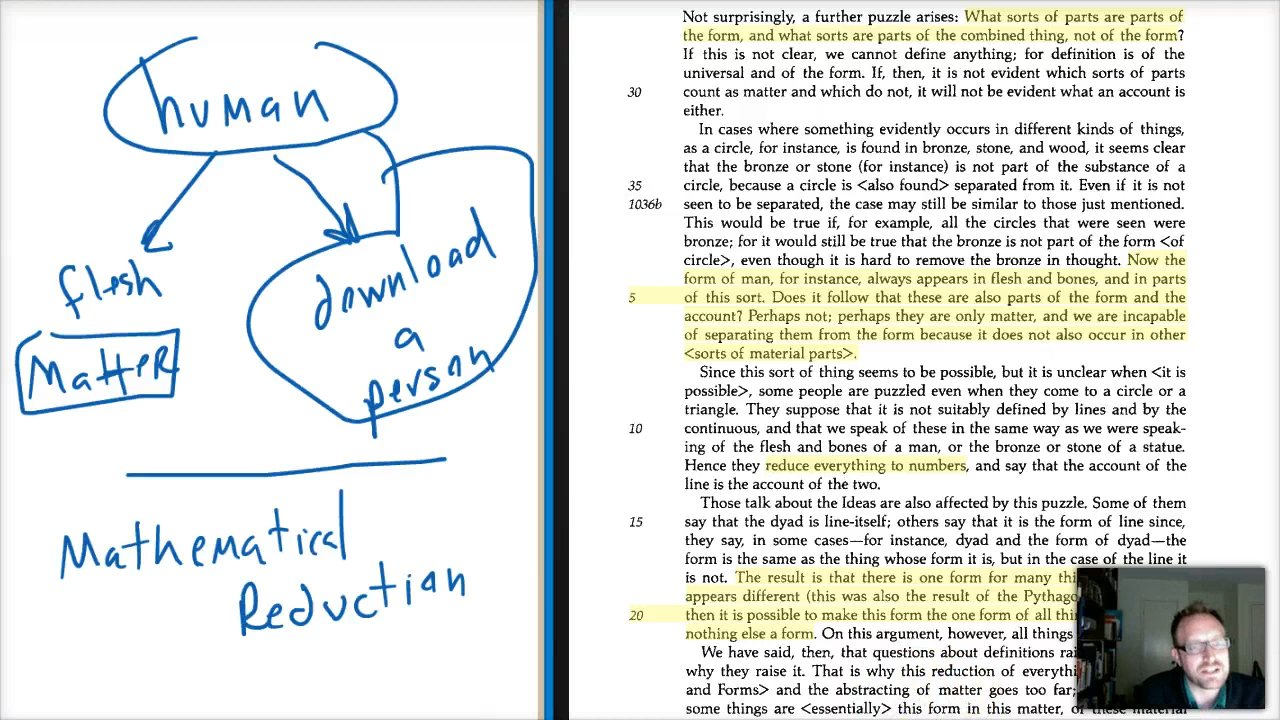 human
flesh
download
a
person
Matter
Mathematical
Reduction
Not surprisingly, a further puzzle arises: What sorts of parts are parts of
the form, and what sorts are parts of the combined thing, not of the form?
If this is not clear, we cannot define anything; for definition is of the
universal and of the form. If, then, it is not evident which sorts of parts
30 count as matter and which do not, it will not be evident what an account is
either.
In cases where something evidently occurs in different kinds of things,
as a circle, for instance, is found in bronze, stone, and wood, it seems clear
that the bronze or stone (for instance) is not part of the substance of a
35 circle, because a circle is <also found> separated from it. Even if it is not
1036b seen to be separated, the case may still be similar to those just mentioned.
This would be true if, for example, all the circles that were seen were
bronze; for it would still be true that the bronze is not part of the form <of
circle>, even though it is hard to remove the bronze in thought. Now the
form of man, for instance, always appears in flesh and bones, and in parts
5 of this sort. Does it follow that these are also parts of the form and the
account? Perhaps not; perhaps they are only matter, and we are incapable
of separating them from the form because it does not also occur in other
<sorts of material parts>.
Since this sort of thing seems to be possible, but it is unclear when <it is
possible>, some people are puzzled even when they come to a circle or a
triangle. They suppose that it is not suitably defined by lines and by the
10 continuous, and that we speak of these in the same way as we were speak-
ing of the flesh and bones of a man, or the bronze or stone of a statue.
Hence they reduce everything to numbers, and say that the account of the
line is the account of the two.
Those talk about the Ideas are also affected by this puzzle. Some of them
15 say that the dyad is line-itself; others say that it is the form of line since,
they say, in some cases—for instance, dyad and the form of dyad—the
form is the same as the thing whose form it is, but in the case of the line it
is not. The result is that there is one form for many
appears different (this was also the result of the
20 then it is possible to make this form the one form of all
nothing else a form. On this argument, however, all things
We have said, then, that questions about definitions
why they raise it. That is why this reduction of
and Forms> and the abstracting of matter goes too far;
some things are <essentially> this form in this matter, or these material